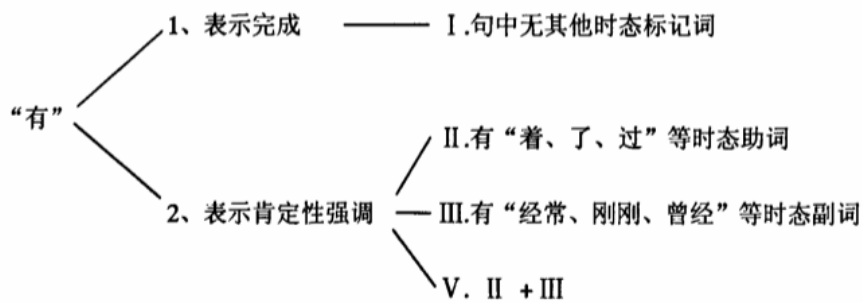 1、表示完成 Ⅰ.句中无其他时态标记词
“有”
Ⅱ.有“着、了、过”等时态助词
2、表示肯定性强调 Ⅲ.有“经常、刚刚、曾经”等时态副词
Ⅴ. Ⅱ +Ⅲ